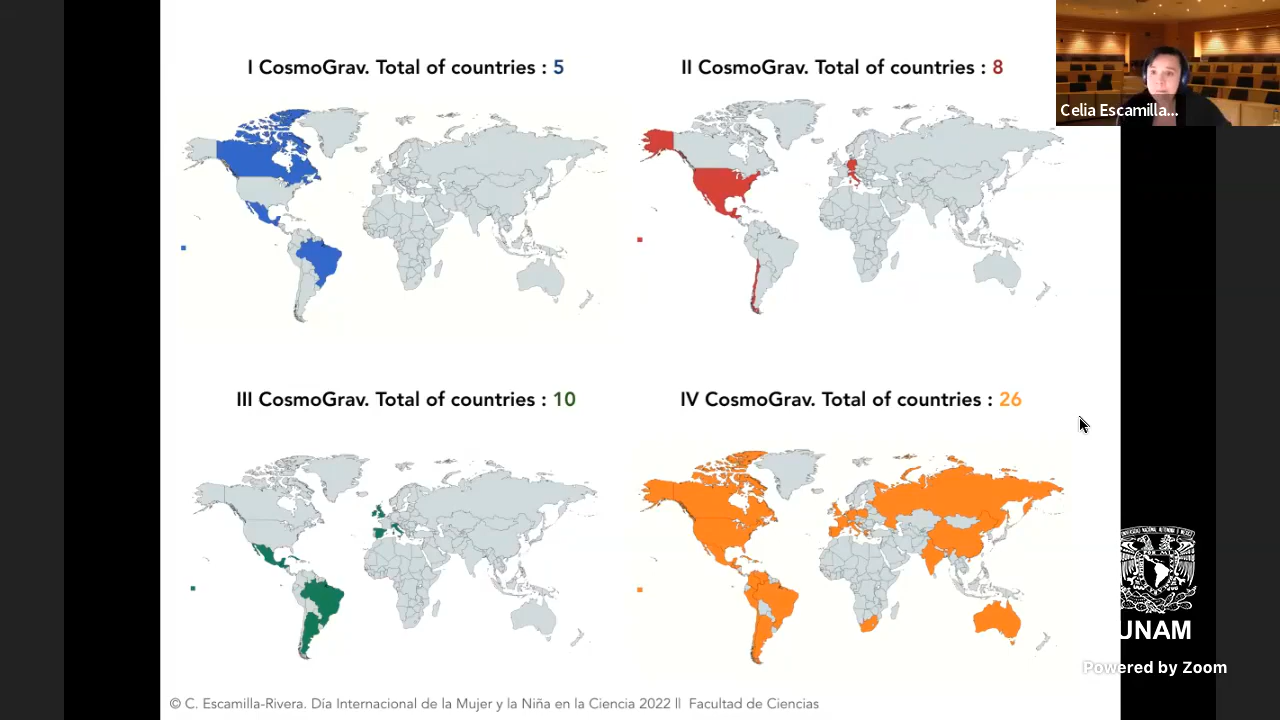 I CosmoGrav. Total of countries : 5
II CosmoGrav. Total of countries : 8
Celia Escamilla...
III CosmoGrav. Total of countries : 10
IV CosmoGrav. Total of countries : 26
UNAM
Powered by Zoom
© C. Escamilla-Rivera. Día Internacional de la Mujer y la Niña en la Ciencia 2022 || Facultad de Ciencias